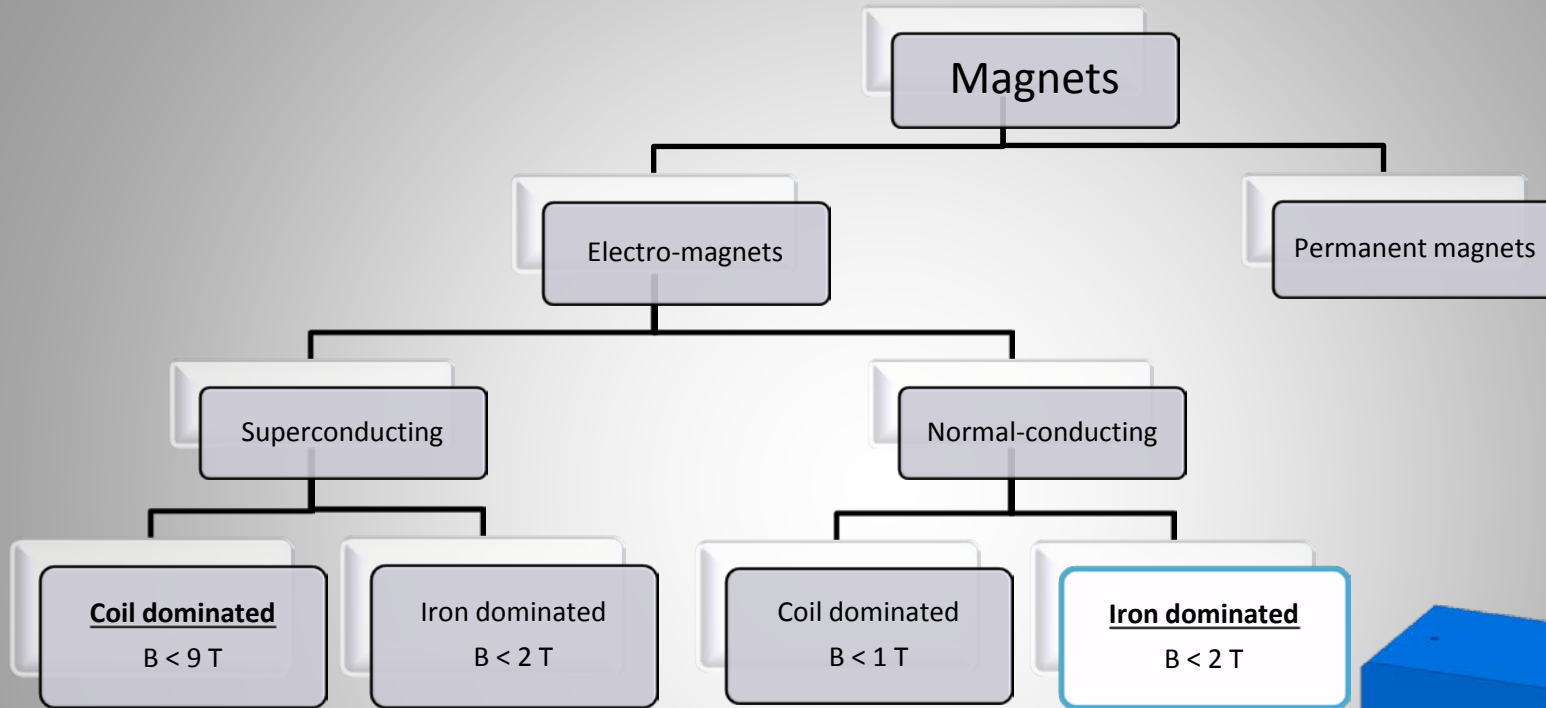 Magnets
Electro-magnets
Permanent magnets
Superconducting
Normal-conducting
Coil dominated
B < 9 T
Iron dominated
B < 2 T
Coil dominated
B < 1 T
Iron dominated
B < 2 T